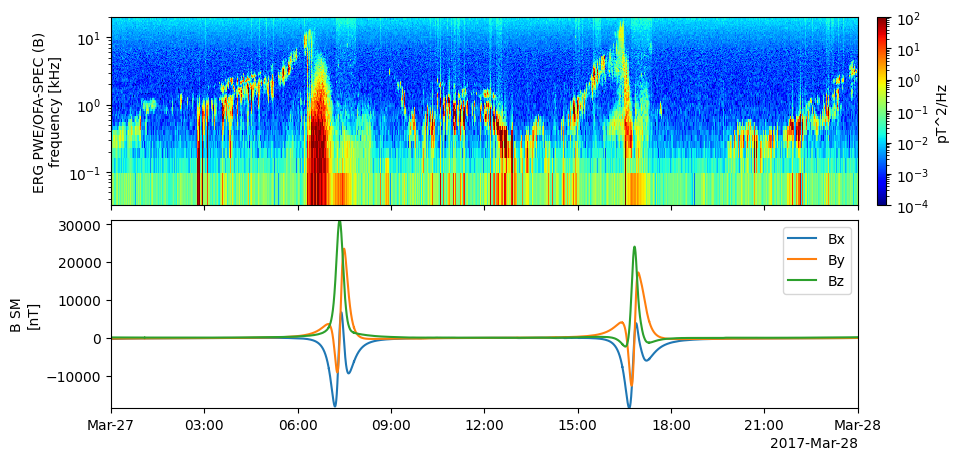 ERG PWE/OFA-SPEC (B)
frequency [kHz]
10^1
10^0
10^−1
10^2
10^1
10^0
10^−1
10^−2
10^−3
10^−4
pT^2/Hz
B SM
[nT]
30000
20000
10000
0
−10000
Bx
By
Bz
Mar-27 03:00 06:00 09:00 12:00 15:00 18:00 21:00 Mar-28
2017-Mar-28